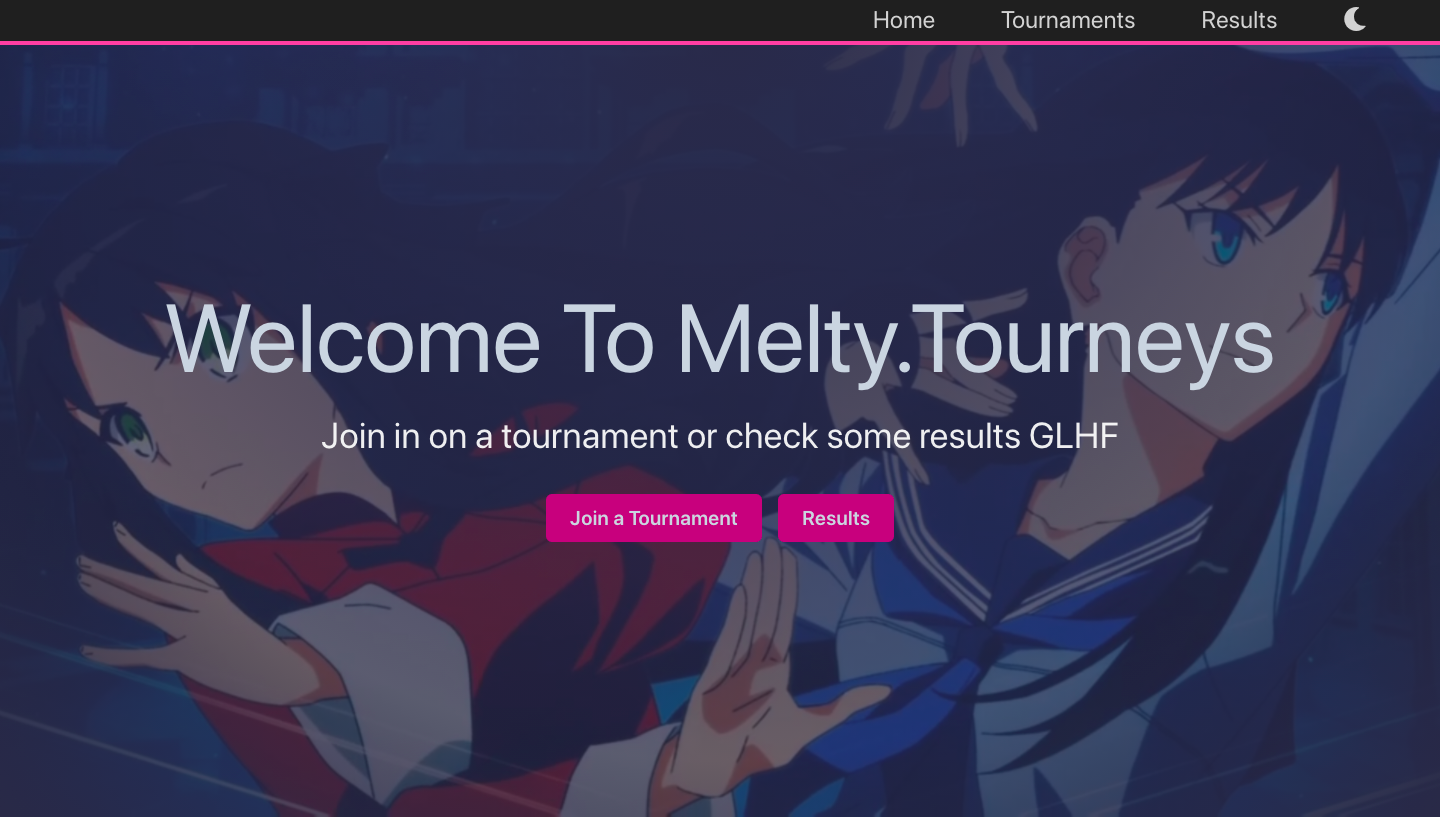 Home Tournaments Results
Welcome To Melty.Tourneys
Join in on a tournament or check some results GLHF
Join a Tournament Results